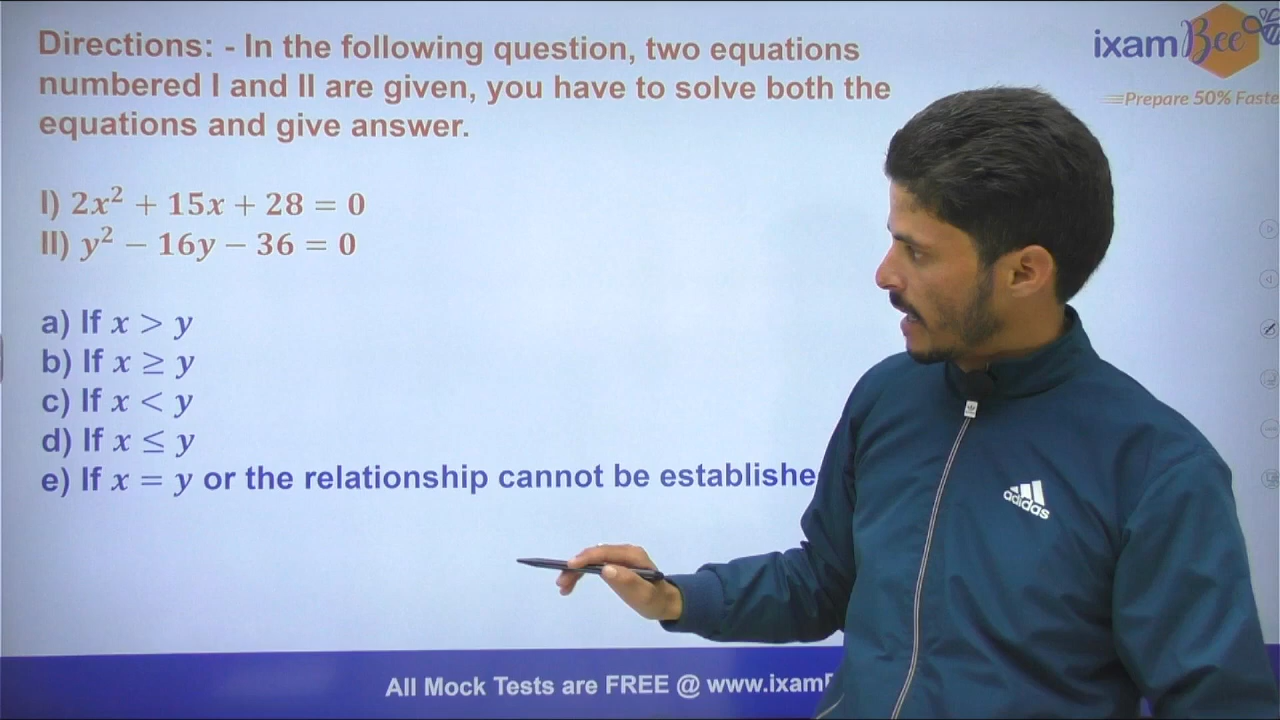 Directions: - In the following question, two equations
numbered I and II are given, you have to solve both the
equations and give answer.
I) 2x² + 15x + 28 = 0
II) y² − 16y − 36 = 0
a) If x > y
b) If x ≥ y
c) If x < y
d) If x ≤ y
e) If x = y or the relationship cannot be establishe
ixamBee
Prepare 50% Faste
adidas
All Mock Tests are FREE @ www.ixam